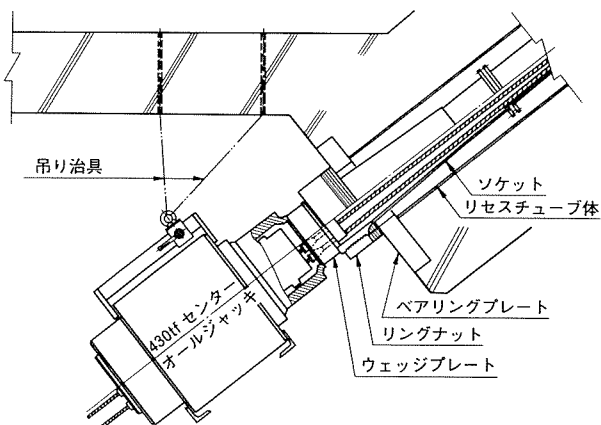 吊り治具
ソケット
リセスチューブ体
430tf センター
オールジャッキ
ベアリングプレート
リングナット
ウェッジプレート